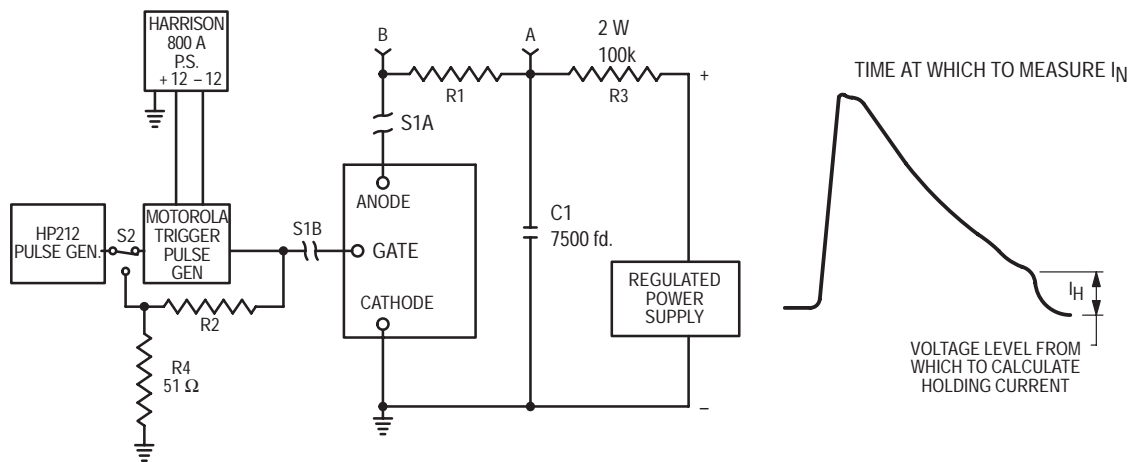 HARRISON
800 A
P.S.
+ 12 – 12
B
A
2 W
100k
R1
R3
+
S1A
ANODE
S1B
GATE
CATHODE
HP212
PULSE GEN.
S2
MOTOROLA
TRIGGER
PULSE
GEN
R2
R4
51 Ω
C1
7500 fd.
REGULATED
POWER
SUPPLY
–
TIME AT WHICH TO MEASURE IN
IH
VOLTAGE LEVEL FROM
WHICH TO CALCULATE
HOLDING CURRENT